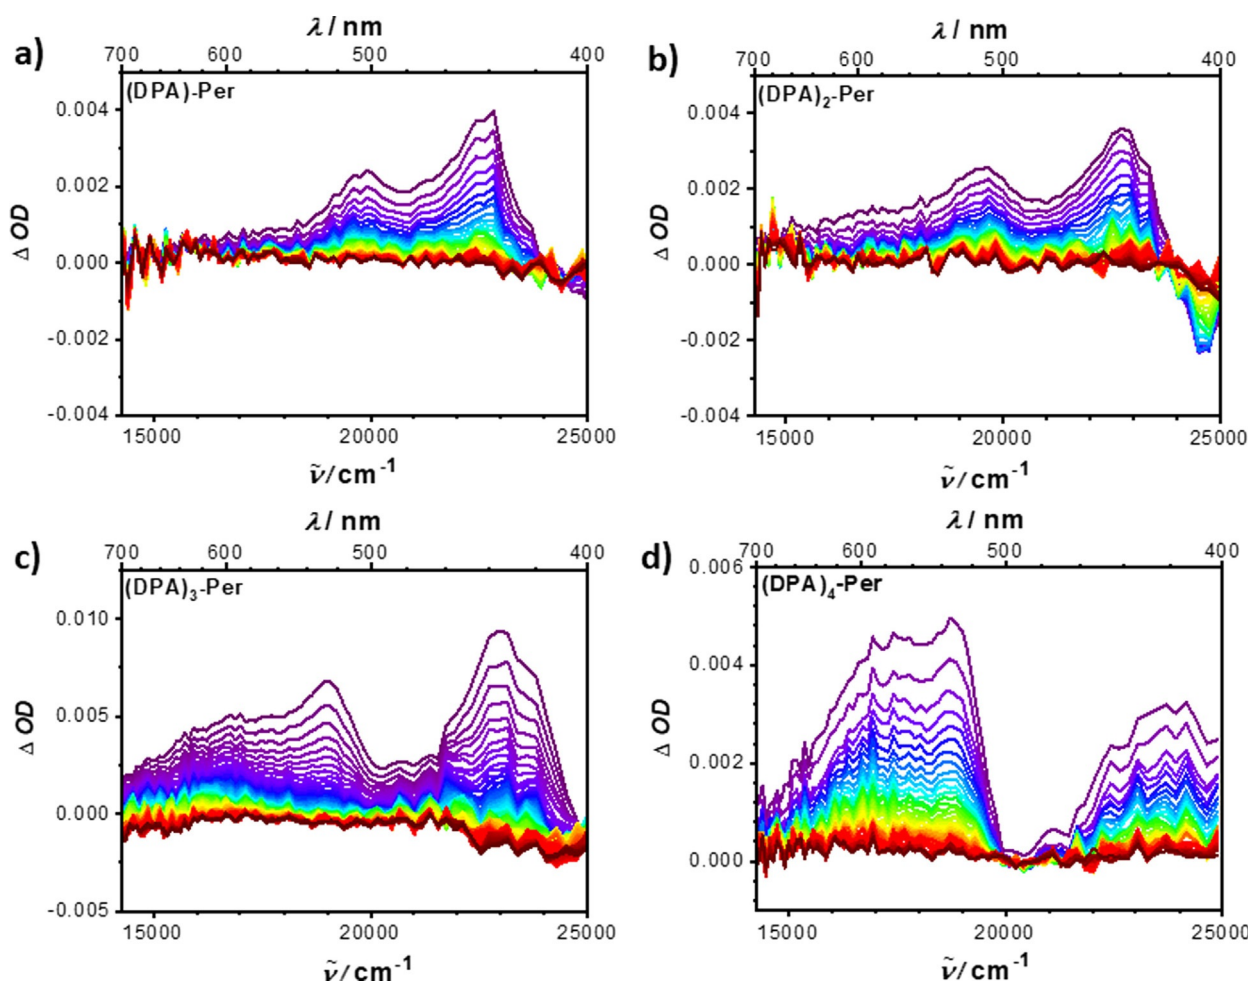 a)
λ / nm
700 600 500 400
(DPA)-Per
0.004
0.002
0.000
-0.002
-0.004
Δ OD
15000 20000 25000
ṽ/cm⁻¹
b)
λ / nm
700 600 500 400
(DPA)₂-Per
0.004
0.002
0.000
-0.002
-0.004
Δ OD
15000 20000 25000
ṽ/cm⁻¹
c)
λ / nm
700 600 500 400
(DPA)₃-Per
0.010
0.005
0.000
-0.005
Δ OD
15000 20000 25000
ṽ/cm⁻¹
d)
λ / nm
700 600 500 400
0.006
(DPA)₄-Per
0.004
0.002
0.000
Δ OD
15000 20000 25000
ṽ/cm⁻¹